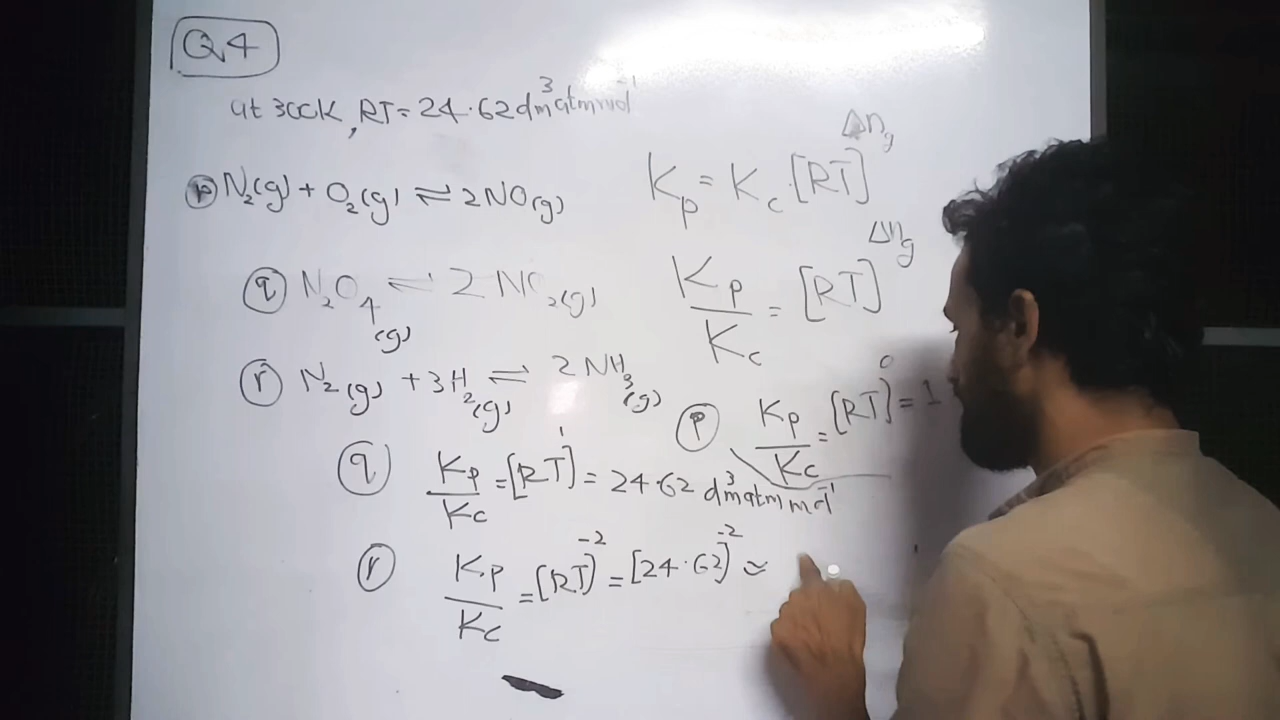 Q4
at 300K, RT = 24.62 dm³ atm mol⁻¹
(p) N₂(g) + O₂(g) ⇌ 2NO(g)
Kp = Kc.[RT]^Δng
(q) N₂O₄(g) ⇌ 2NO₂(g)
Kp/Kc = [RT]^Δng
(r) N₂(g) + 3H₂(g) ⇌ 2NH₃(g)
(p) Kp/Kc = [RT]⁰ = 1
(q) Kp/Kc = [RT]¹ = 24.62 dm³ atm mol⁻¹
(r) Kp/Kc = [RT]⁻² = [24.62]⁻² ≈